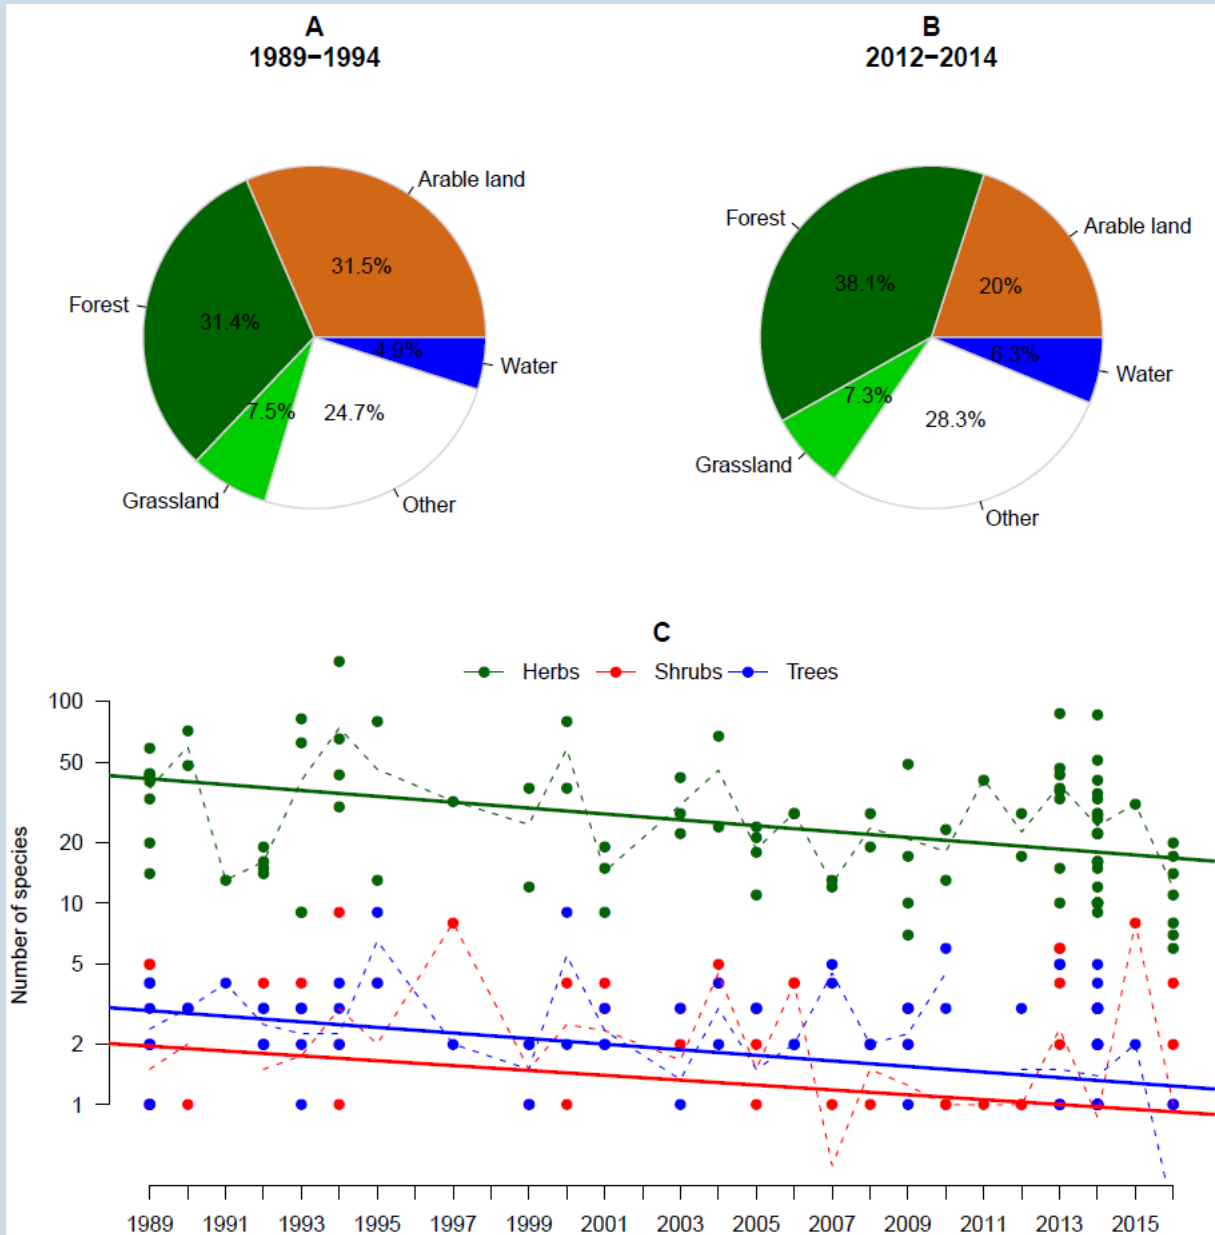 A
1989−1994
B
2012−2014
Arable land
31.5%
Forest
31.4%
4.9%
Water
7.5%
24.7%
Grassland
Other
Forest
Arable land
38.1%
20%
6.3%
Water
7.3%
28.3%
Grassland
Other
C
Herbs Shrubs Trees
Number of species
100
50
20
10
5
2
1
1989 1991 1993 1995 1997 1999 2001 2003 2005 2007 2009 2011 2013 2015